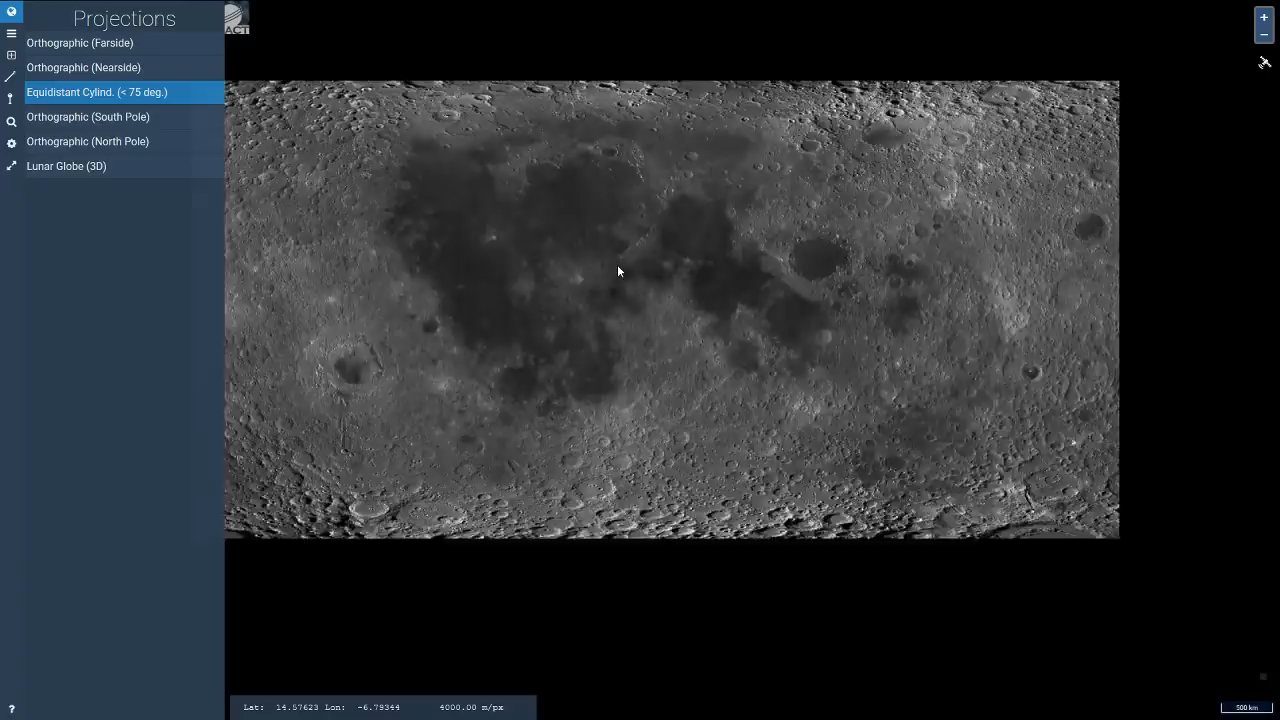 Projections
ACT
Orthographic (Farside)
Orthographic (Nearside)
Equidistant Cylind. (< 75 deg.)
Orthographic (South Pole)
Orthographic (North Pole)
Lunar Globe (3D)
+
−
?
Lat: 14.57623 Lon: -6.79344 4000.00 m/px
500 km